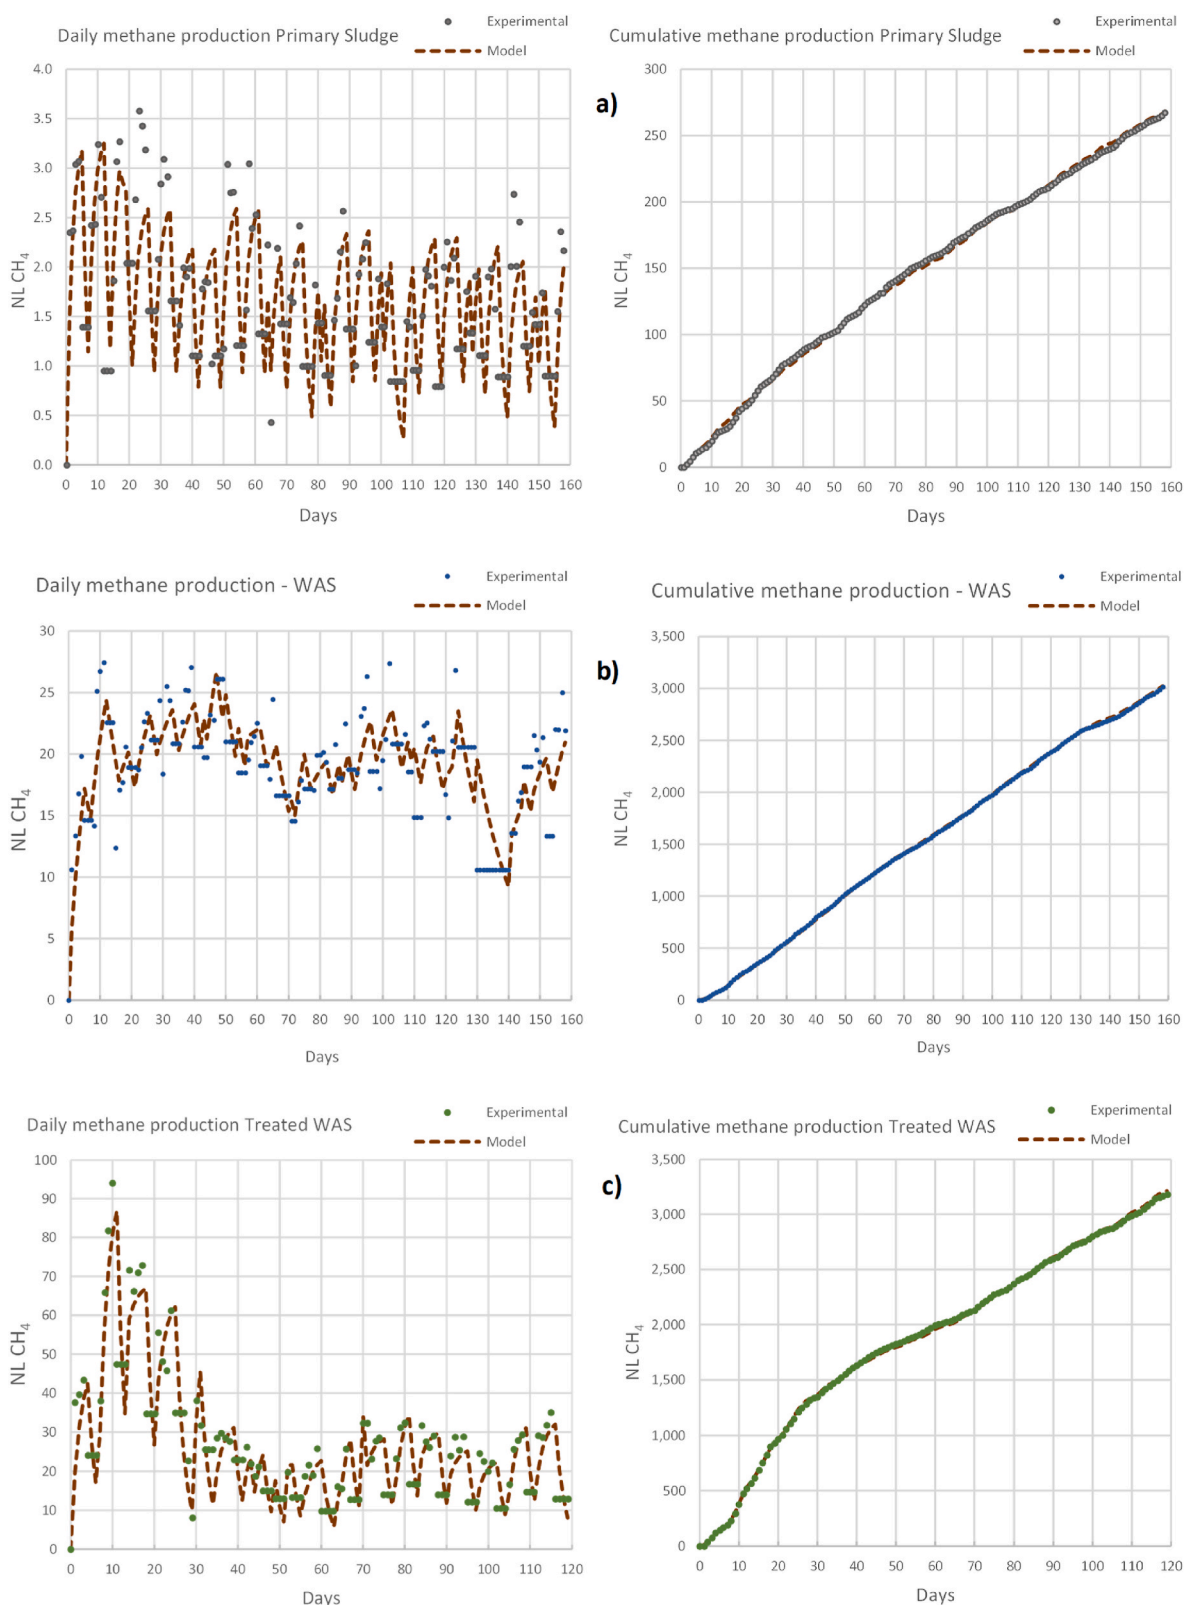 Daily methane production Primary Sludge
Experimental
Model
4.0
3.5
3.0
2.5
2.0
1.5
1.0
0.5
0.0
NL CH4
0 10 20 30 40 50 60 70 80 90 100 110 120 130 140 150 160
Days
a)
Cumulative methane production Primary Sludge
Experimental
Model
300
250
200
150
100
50
0
NL CH4
0 10 20 30 40 50 60 70 80 90 100 110 120 130 140 150 160
Days
Daily methane production - WAS
Experimental
Model
30
25
20
15
10
5
0
NL CH4
0 10 20 30 40 50 60 70 80 90 100 110 120 130 140 150 160
Days
b)
Cumulative methane production - WAS
Experimental
Model
3,500
3,000
2,500
2,000
1,500
1,000
500
0
NL CH4
0 10 20 30 40 50 60 70 80 90 100 110 120 130 140 150 160
Days
Daily methane production Treated WAS
Experimental
Model
100
90
80
70
60
50
40
30
20
10
0
NL CH4
0 10 20 30 40 50 60 70 80 90 100 110 120
Days
c)
Cumulative methane production Treated WAS
Experimental
Model
3,500
3,000
2,500
2,000
1,500
1,000
500
0
NL CH4
0 10 20 30 40 50 60 70 80 90 100 110 120
Days